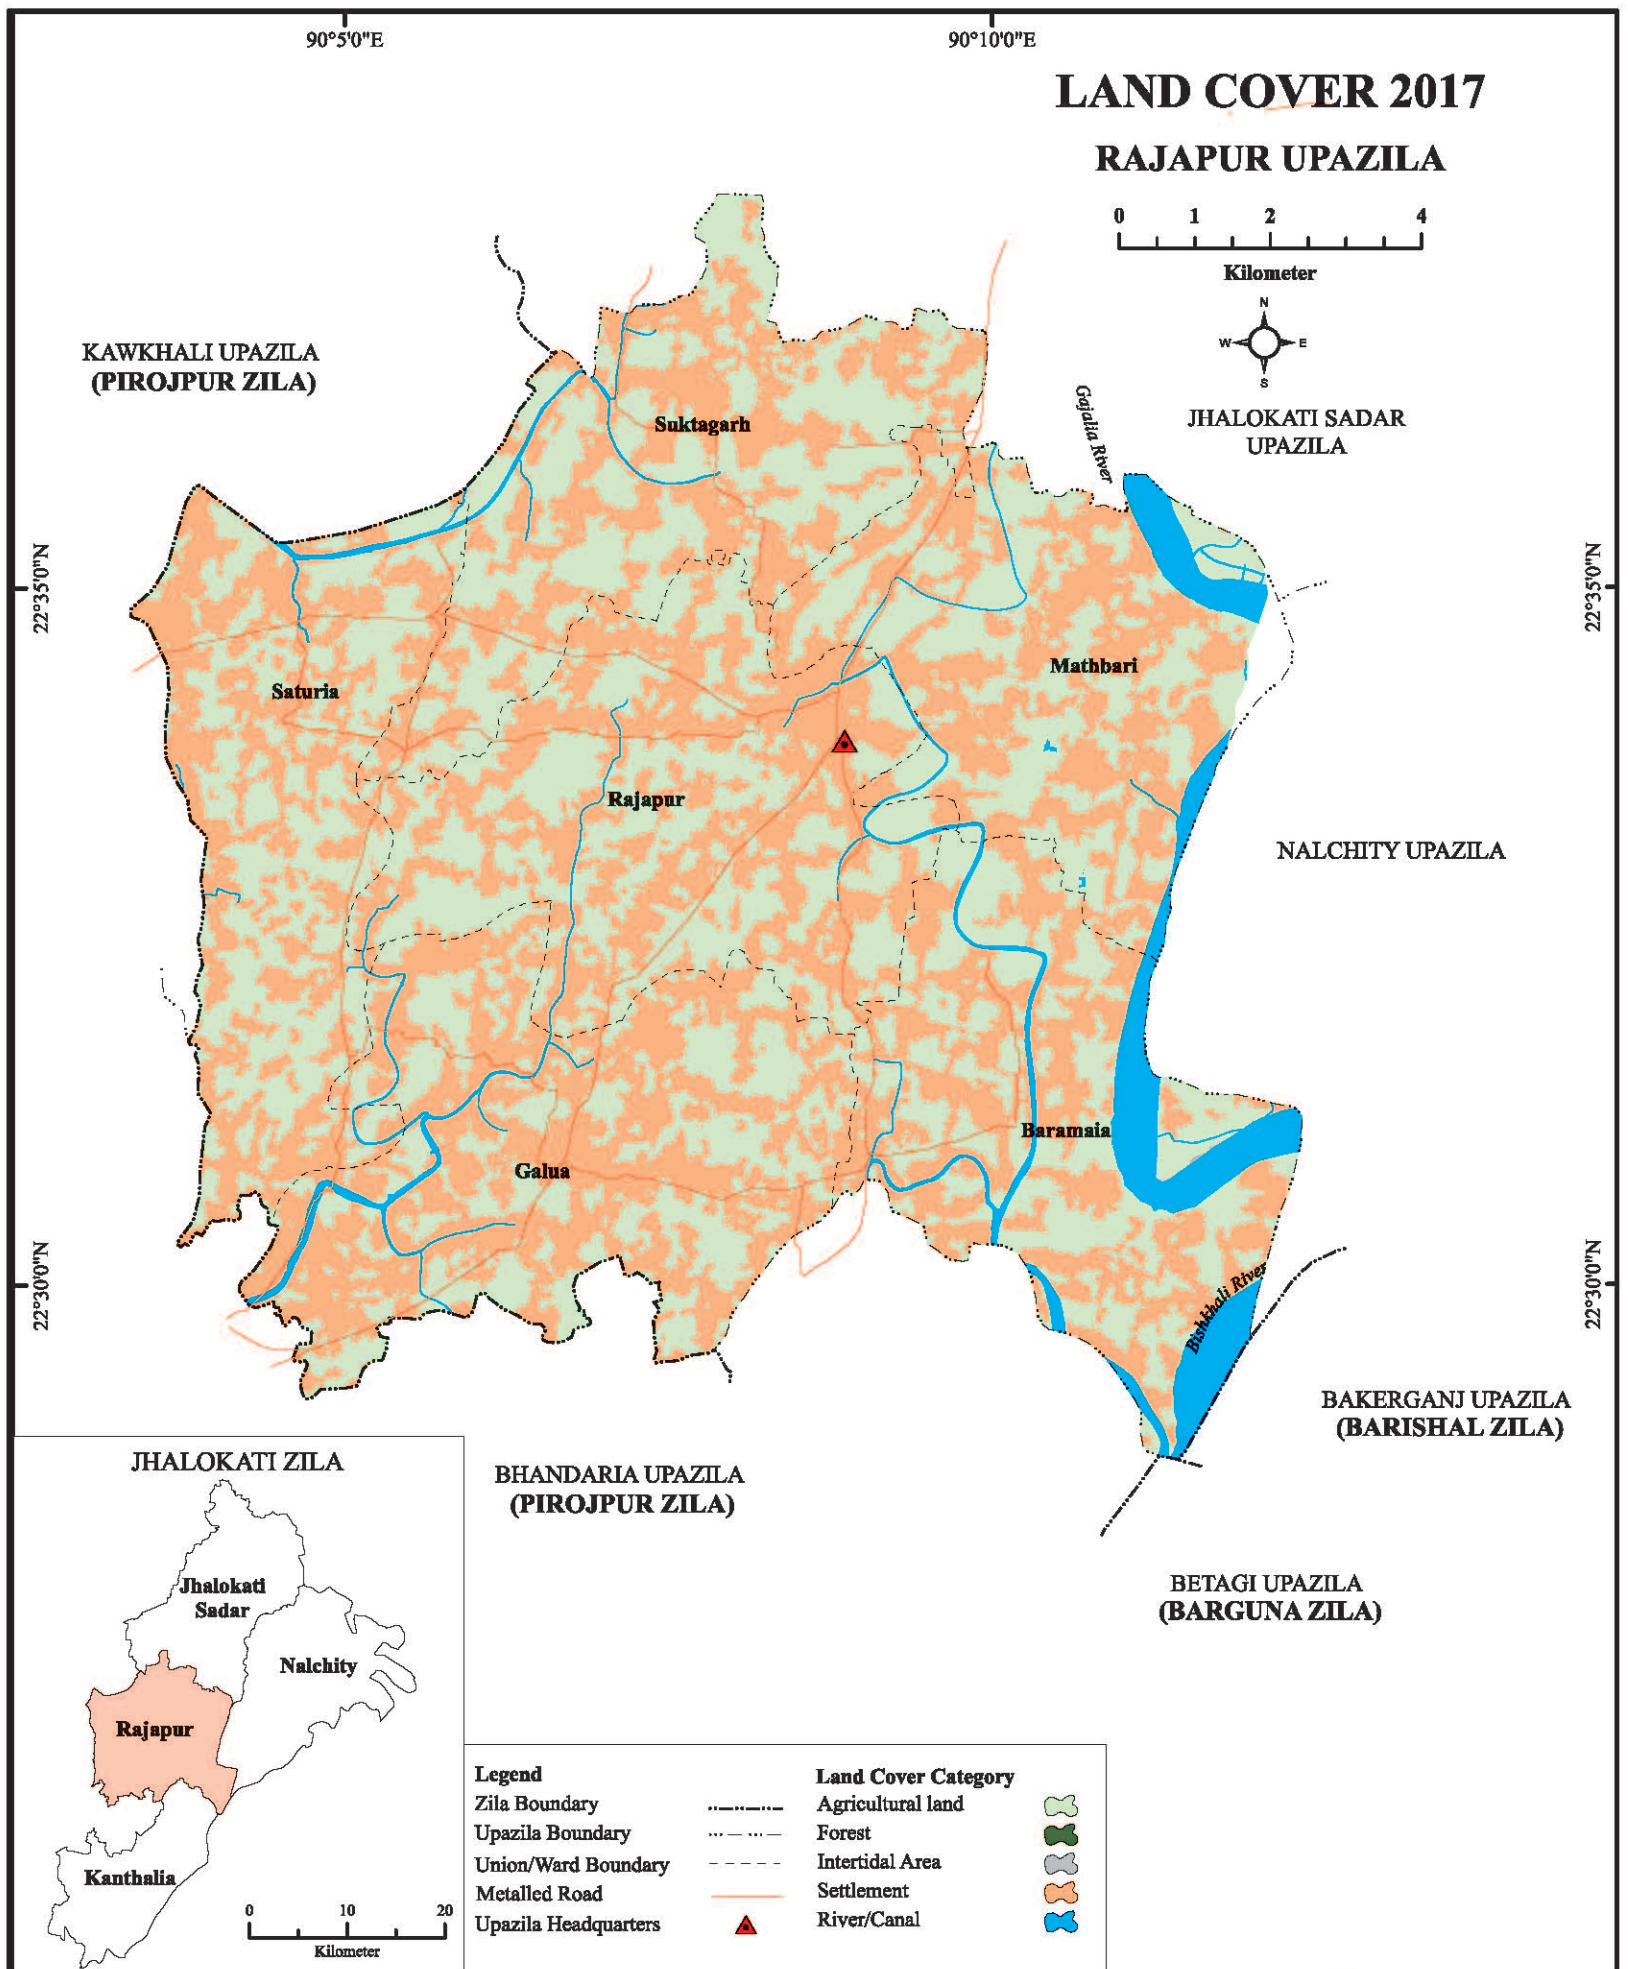 90°5'0"E
90°10'0"E
LAND COVER 2017
RAJAPUR UPAZILA
0 1 2 4
Kilometer
N
W E
S
KAWKHALI UPAZILA
(PIROJPUR ZILA)
Gajalia River
JHALOKATI SADAR
UPAZILA
Suktagarh
22°35'0"N
22°35'0"N
Mathbari
Saturia
Rajapur
NALCHITY UPAZILA
Baramaia
Galua
22°30'0"N
22°30'0"N
Bishkhali River
BAKERGANJ UPAZILA
(BARISHAL ZILA)
BHANDARIA UPAZILA
(PIROJPUR ZILA)
BETAGI UPAZILA
(BARGUNA ZILA)
JHALOKATI ZILA
Jhalokati
Sadar
Nalchity
Rajapur
Kanthalia
0 10 20
Kilometer
Legend
Zila Boundary
Upazila Boundary
Union/Ward Boundary
Metalled Road
Upazila Headquarters
Land Cover Category
Agricultural land
Forest
Intertidal Area
Settlement
River/Canal